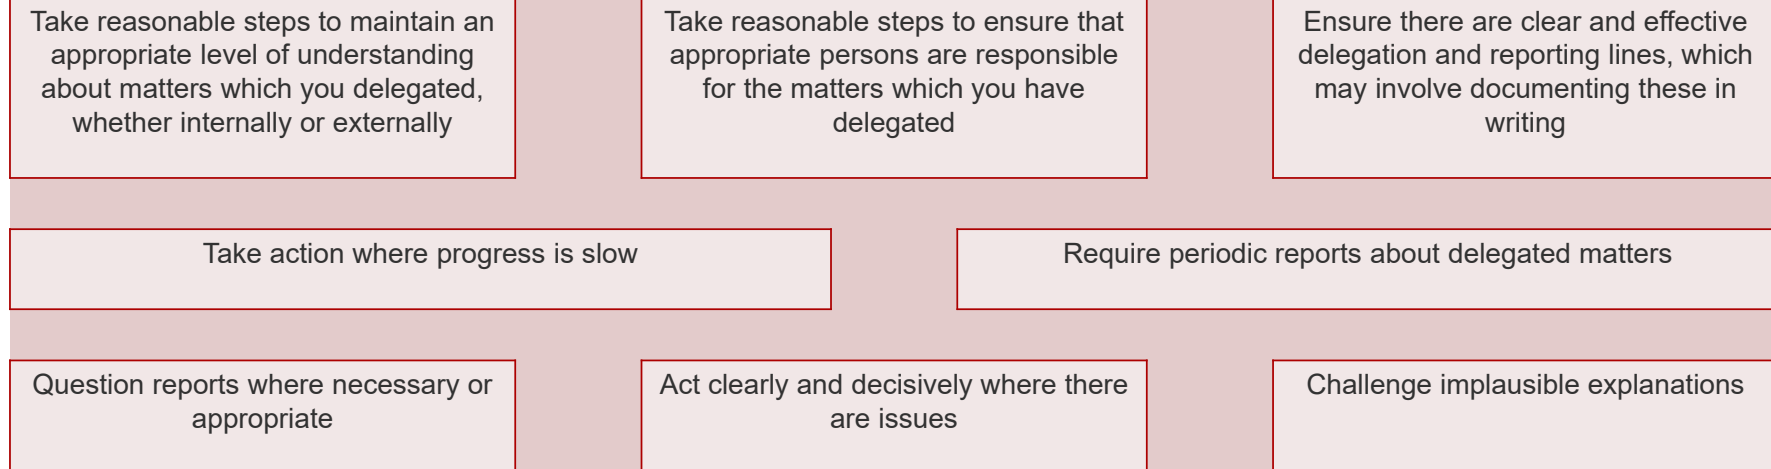 Take reasonable steps to maintain an
appropriate level of understanding
about matters which you delegated,
whether internally or externally
Take reasonable steps to ensure that
appropriate persons are responsible
for the matters which you have
delegated
Ensure there are clear and effective
delegation and reporting lines, which
may involve documenting these in
writing
Take action where progress is slow
Require periodic reports about delegated matters
Question reports where necessary or
appropriate
Act clearly and decisively where there
are issues
Challenge implausible explanations